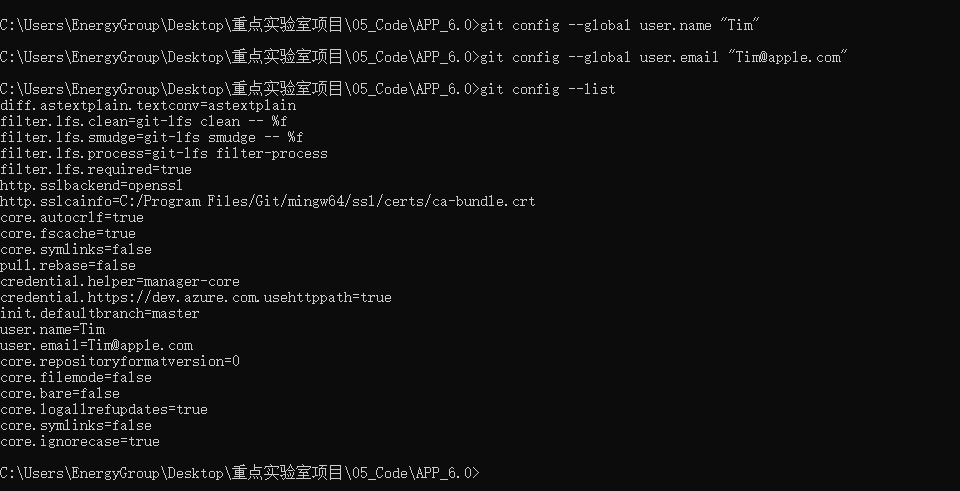 C:\Users\EnergyGroup\Desktop\重点实验室项目\05_Code\APP_6.0>git config --global user.name "Tim"
C:\Users\EnergyGroup\Desktop\重点实验室项目\05_Code\APP_6.0>git config --global user.email "Tim@apple.com"
C:\Users\EnergyGroup\Desktop\重点实验室项目\05_Code\APP_6.0>git config --list
diff.astextplain.textconv=astextplain
filter.lfs.clean=git-lfs clean -- %f
filter.lfs.smudge=git-lfs smudge -- %f
filter.lfs.process=git-lfs filter-process
filter.lfs.required=true
http.sslbackend=openssl
http.sslcainfo=C:/Program Files/Git/mingw64/ssl/certs/ca-bundle.crt
core.autocrlf=true
core.fscache=true
core.symlinks=false
pull.rebase=false
credential.helper=manager-core
credential.https://dev.azure.com.usehttppath=true
init.defaultbranch=master
user.name=Tim
user.email=Tim@apple.com
core.repositoryformatversion=0
core.filemode=false
core.bare=false
core.logallrefupdates=true
core.symlinks=false
core.ignorecase=true
C:\Users\EnergyGroup\Desktop\重点实验室项目\05_Code\APP_6.0>